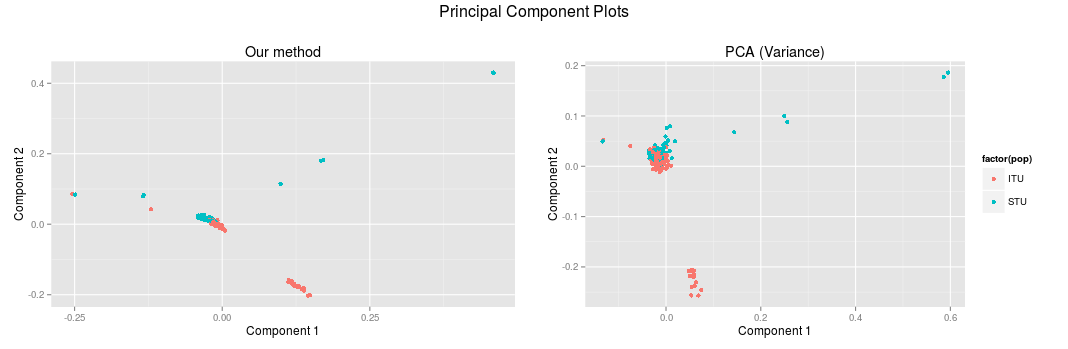 Principal Component Plots
Our method
0.4
0.2
0.0
-0.2
-0.25
0.00
0.25
Component 1
Component 2
PCA (Variance)
0.2
0.1
0.0
-0.1
-0.2
0.0
0.2
0.4
0.6
Component 1
Component 2
factor(pop)
ITU
STU